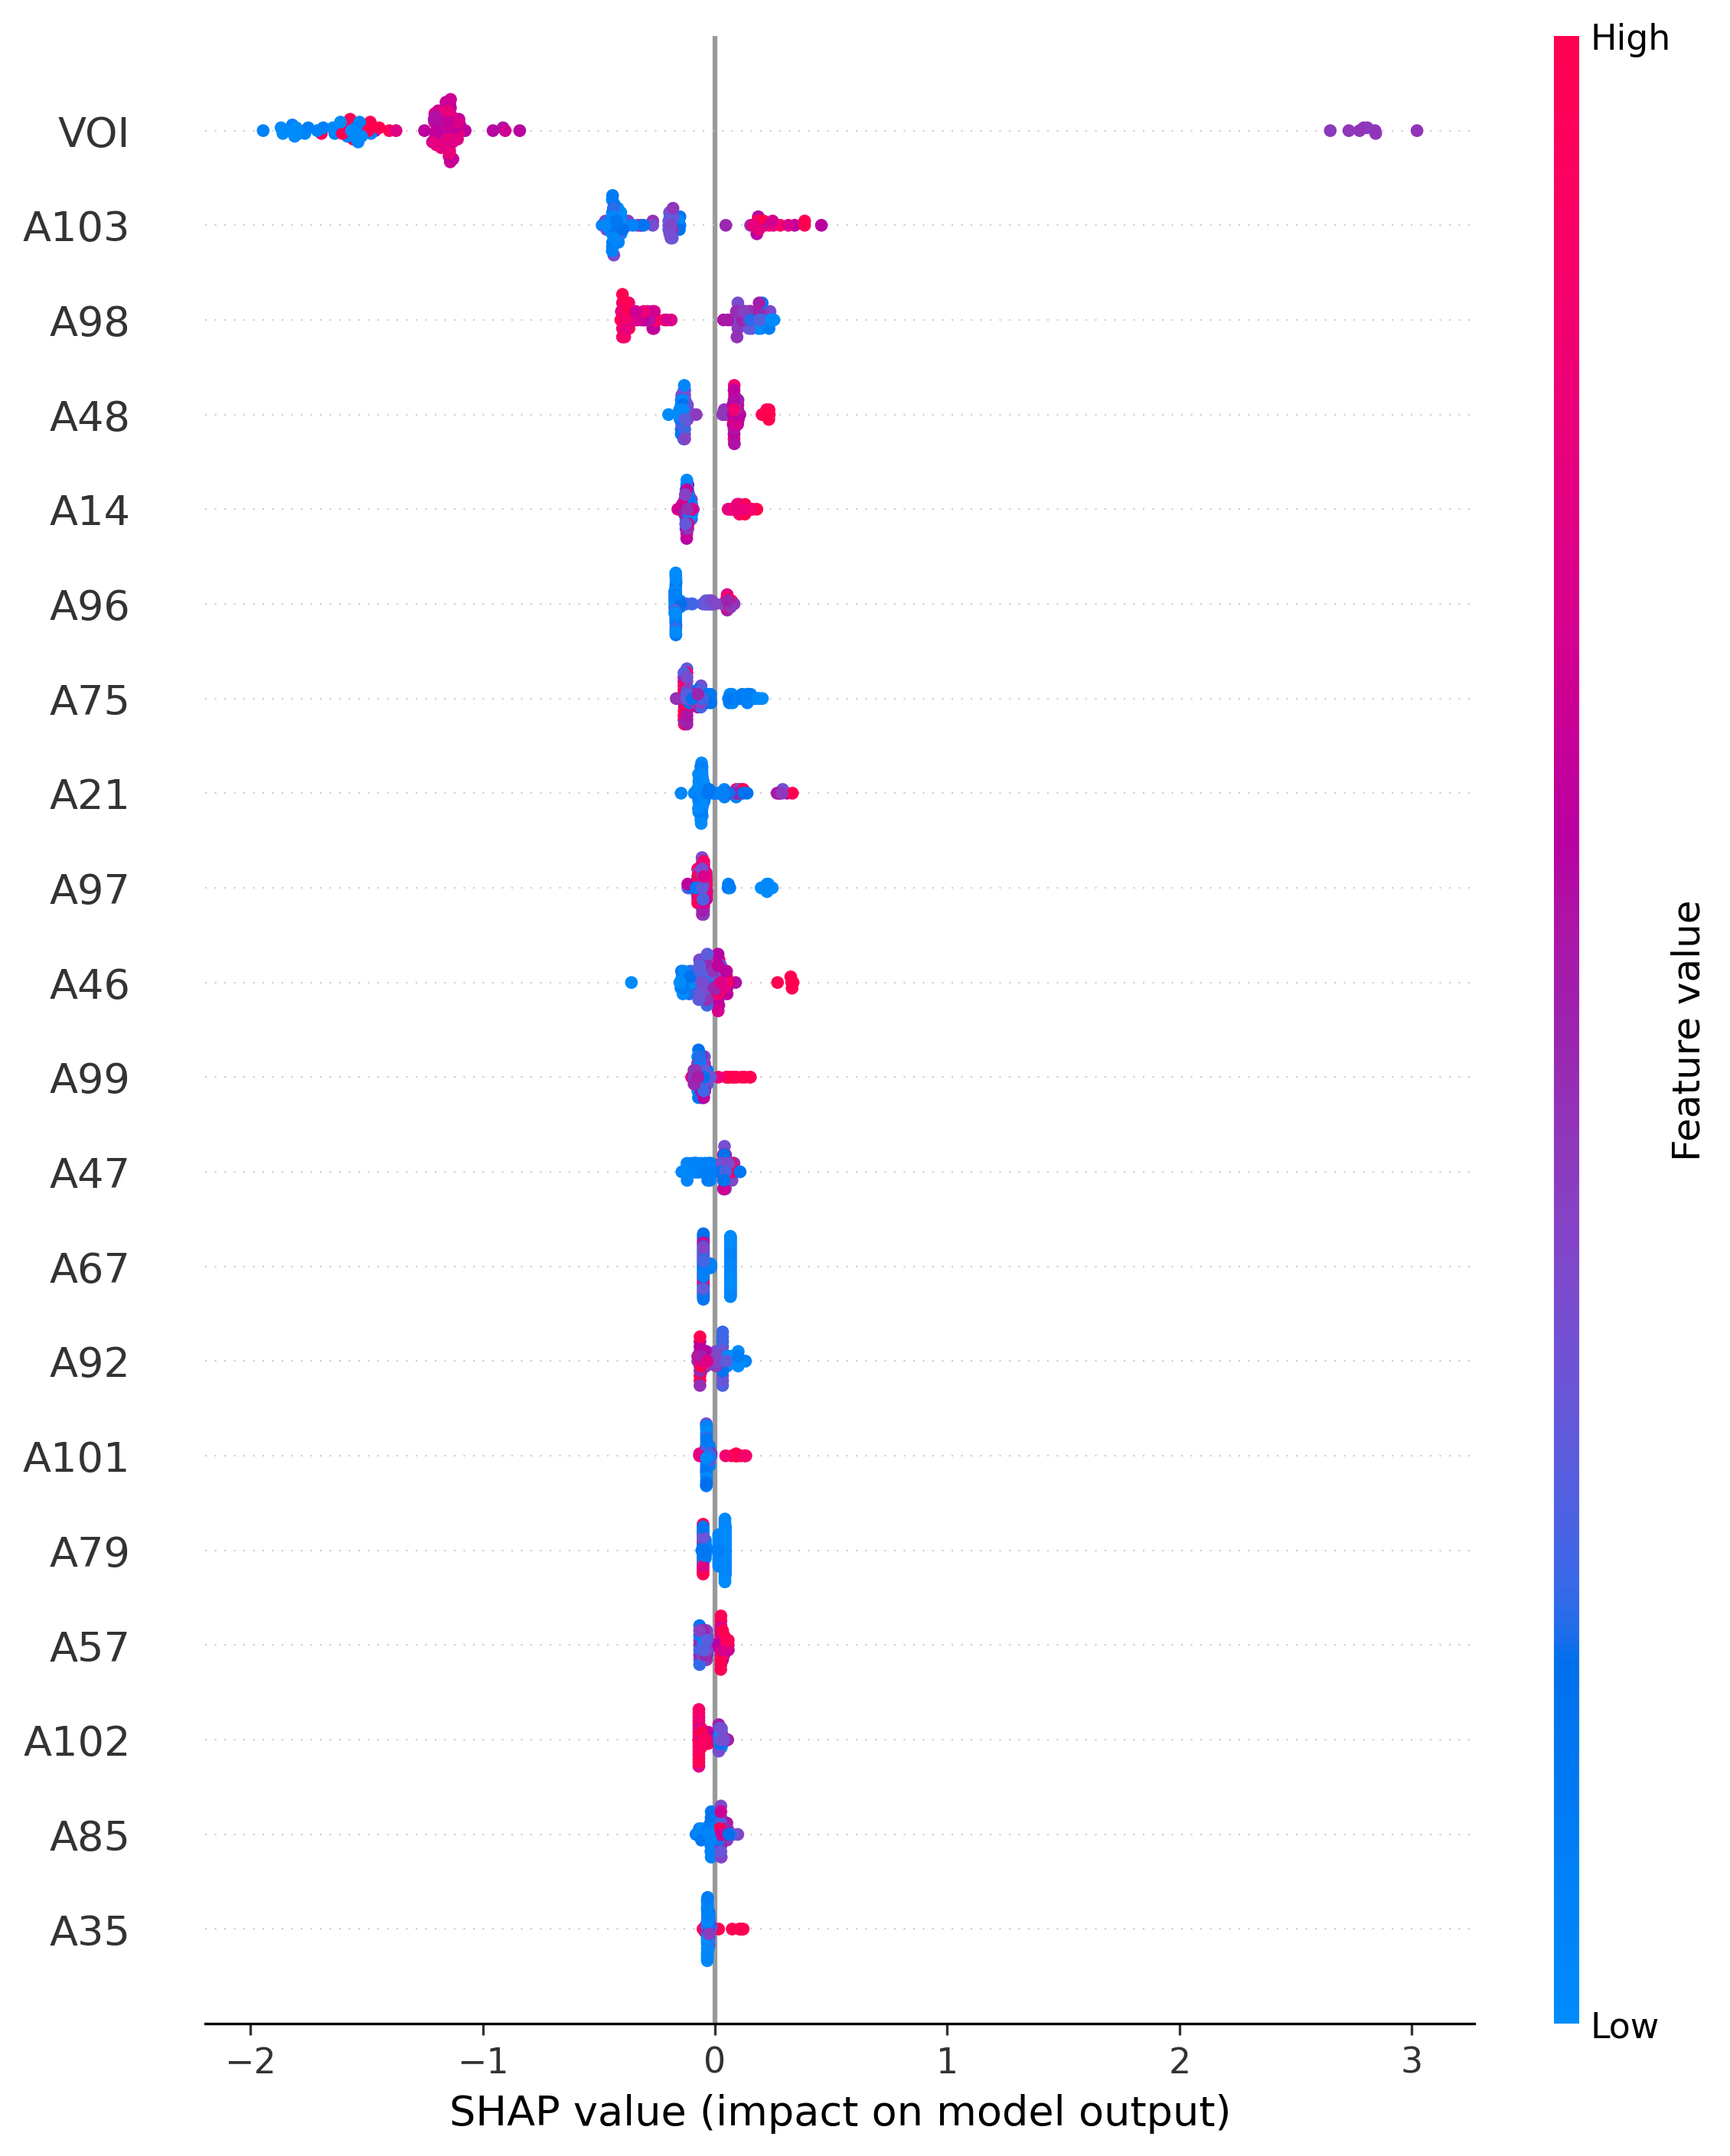 High
VOI
A103
A98
A48
A14
A96
A75
A21
A97
A46
A99
A47
A67
A92
A101
A79
A57
A102
A85
A35
Feature value
Low
−2 −1 0 1 2 3
SHAP value (impact on model output)